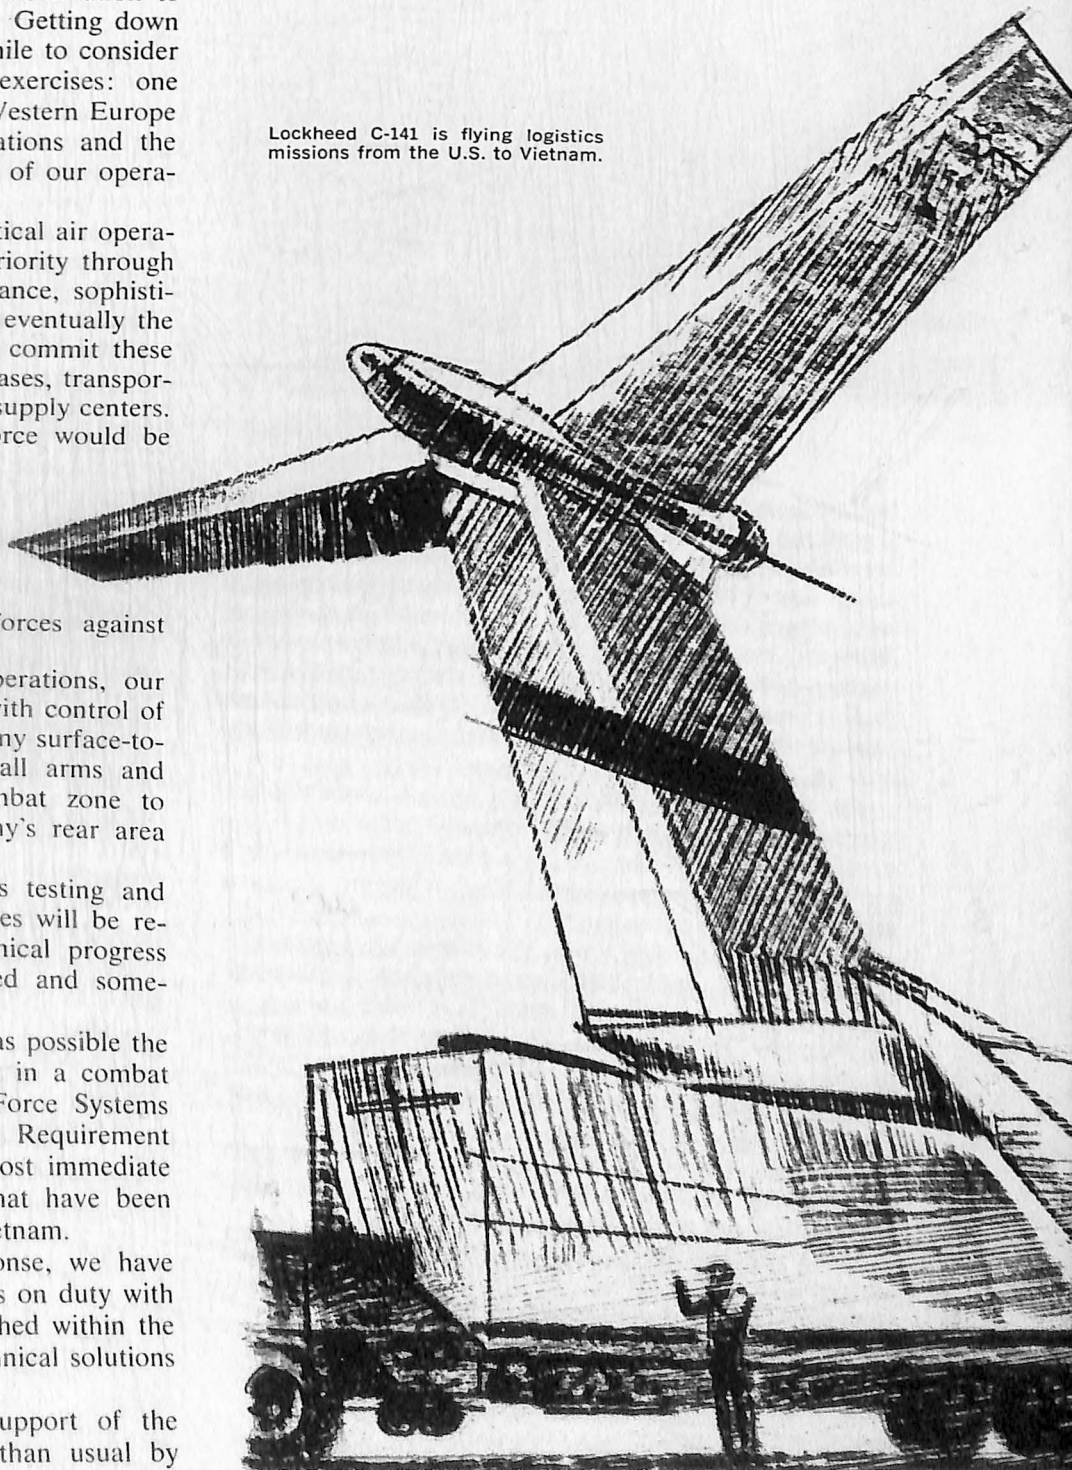 Getting down
ile to consider
exercises: one
Western Europe
ations and the
of our opera-
tical air opera-
riority through
ance, sophisti-
eventually the
commit these
ases, transpor-
supply centers.
orce would be
orces against
perations, our
ith control of
ny surface-to-
all arms and
mbat zone to
ny's rear area
s testing and
es will be re-
nical progress
ed and some-
as possible the
in a combat
Force Systems
Requirement
ost immediate
hat have been
etnam.
onse, we have
s on duty with
hed within the
nnical solutions
upport of the
than usual by
Lockheed C-141 is flying logistics
missions from the U.S. to Vietnam.